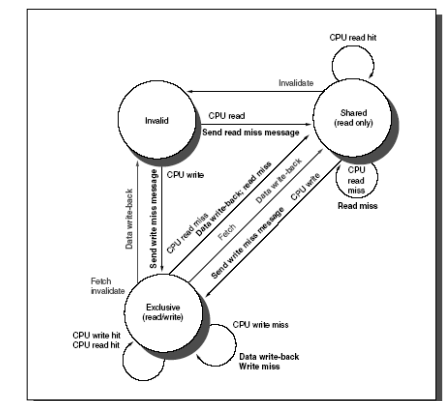 CPU read hit
Invalidate
Invalid
CPU read
Send read miss message
Shared
(read only)
CPU write
Send write miss message
Data write-back
CPU read miss
Data write-back; read miss
Fetch
Data write-back
Send write miss message
CPU write
CPU
read
miss
Read miss
Fetch
invalidate
Exclusive
(read/write)
CPU write hit
CPU read hit
CPU write miss
Data write-back
Write miss